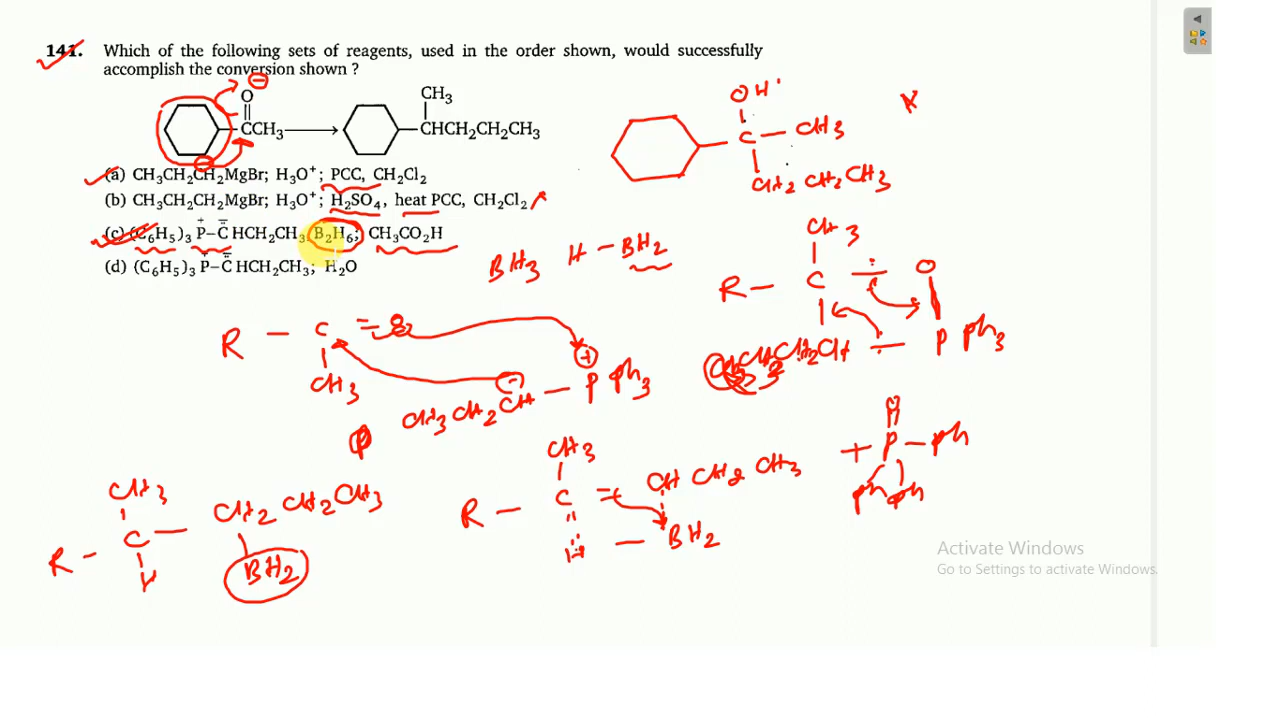 141. Which of the following sets of reagents, used in the order shown, would successfully
accomplish the conversion shown ?
O
CCH3
CH3
CHCH2CH2CH3
(a) CH3CH2CH2MgBr; H3O+; PCC, CH2Cl2
(b) CH3CH2CH2MgBr; H3O+; H2SO4, heat PCC, CH2Cl2
(c) (C6H5)3 P–C HCH2CH3 B2H6; CH3CO2H
(d) (C6H5)3 P–C HCH2CH3; H2O
OH
C – CH3
CH2 CH2 CH3
BH3 H – BH2
CH3
R – C O
P Ph3
R – C =
CH3
CH3 CH2 CH – P Ph3
CH3
R – C = CH CH2 CH3
H – BH2
+ P – Ph
Ph Ph
CH3
R – C – CH2 CH2 CH3
H BH2
Activate Windows
Go to Settings to activate Windows.